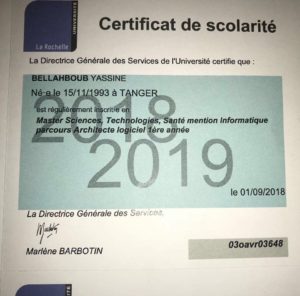 UNIVERSITÉ
La Rochelle
Certificat de scolarité
La Directrice Générale des Services de l'Université certifie que :
BELLAHBOUB YASSINE
Né-e le 15/11/1993 à TANGER
est régulièrement inscrit-e en
Master Sciences, Technologies, Santé mention Informatique
parcours Architecte logiciel 1ère année
2018
2019
le 01/09/2018
La Directrice Générale des Services,
Marlène BARBOTIN
03oavr03648